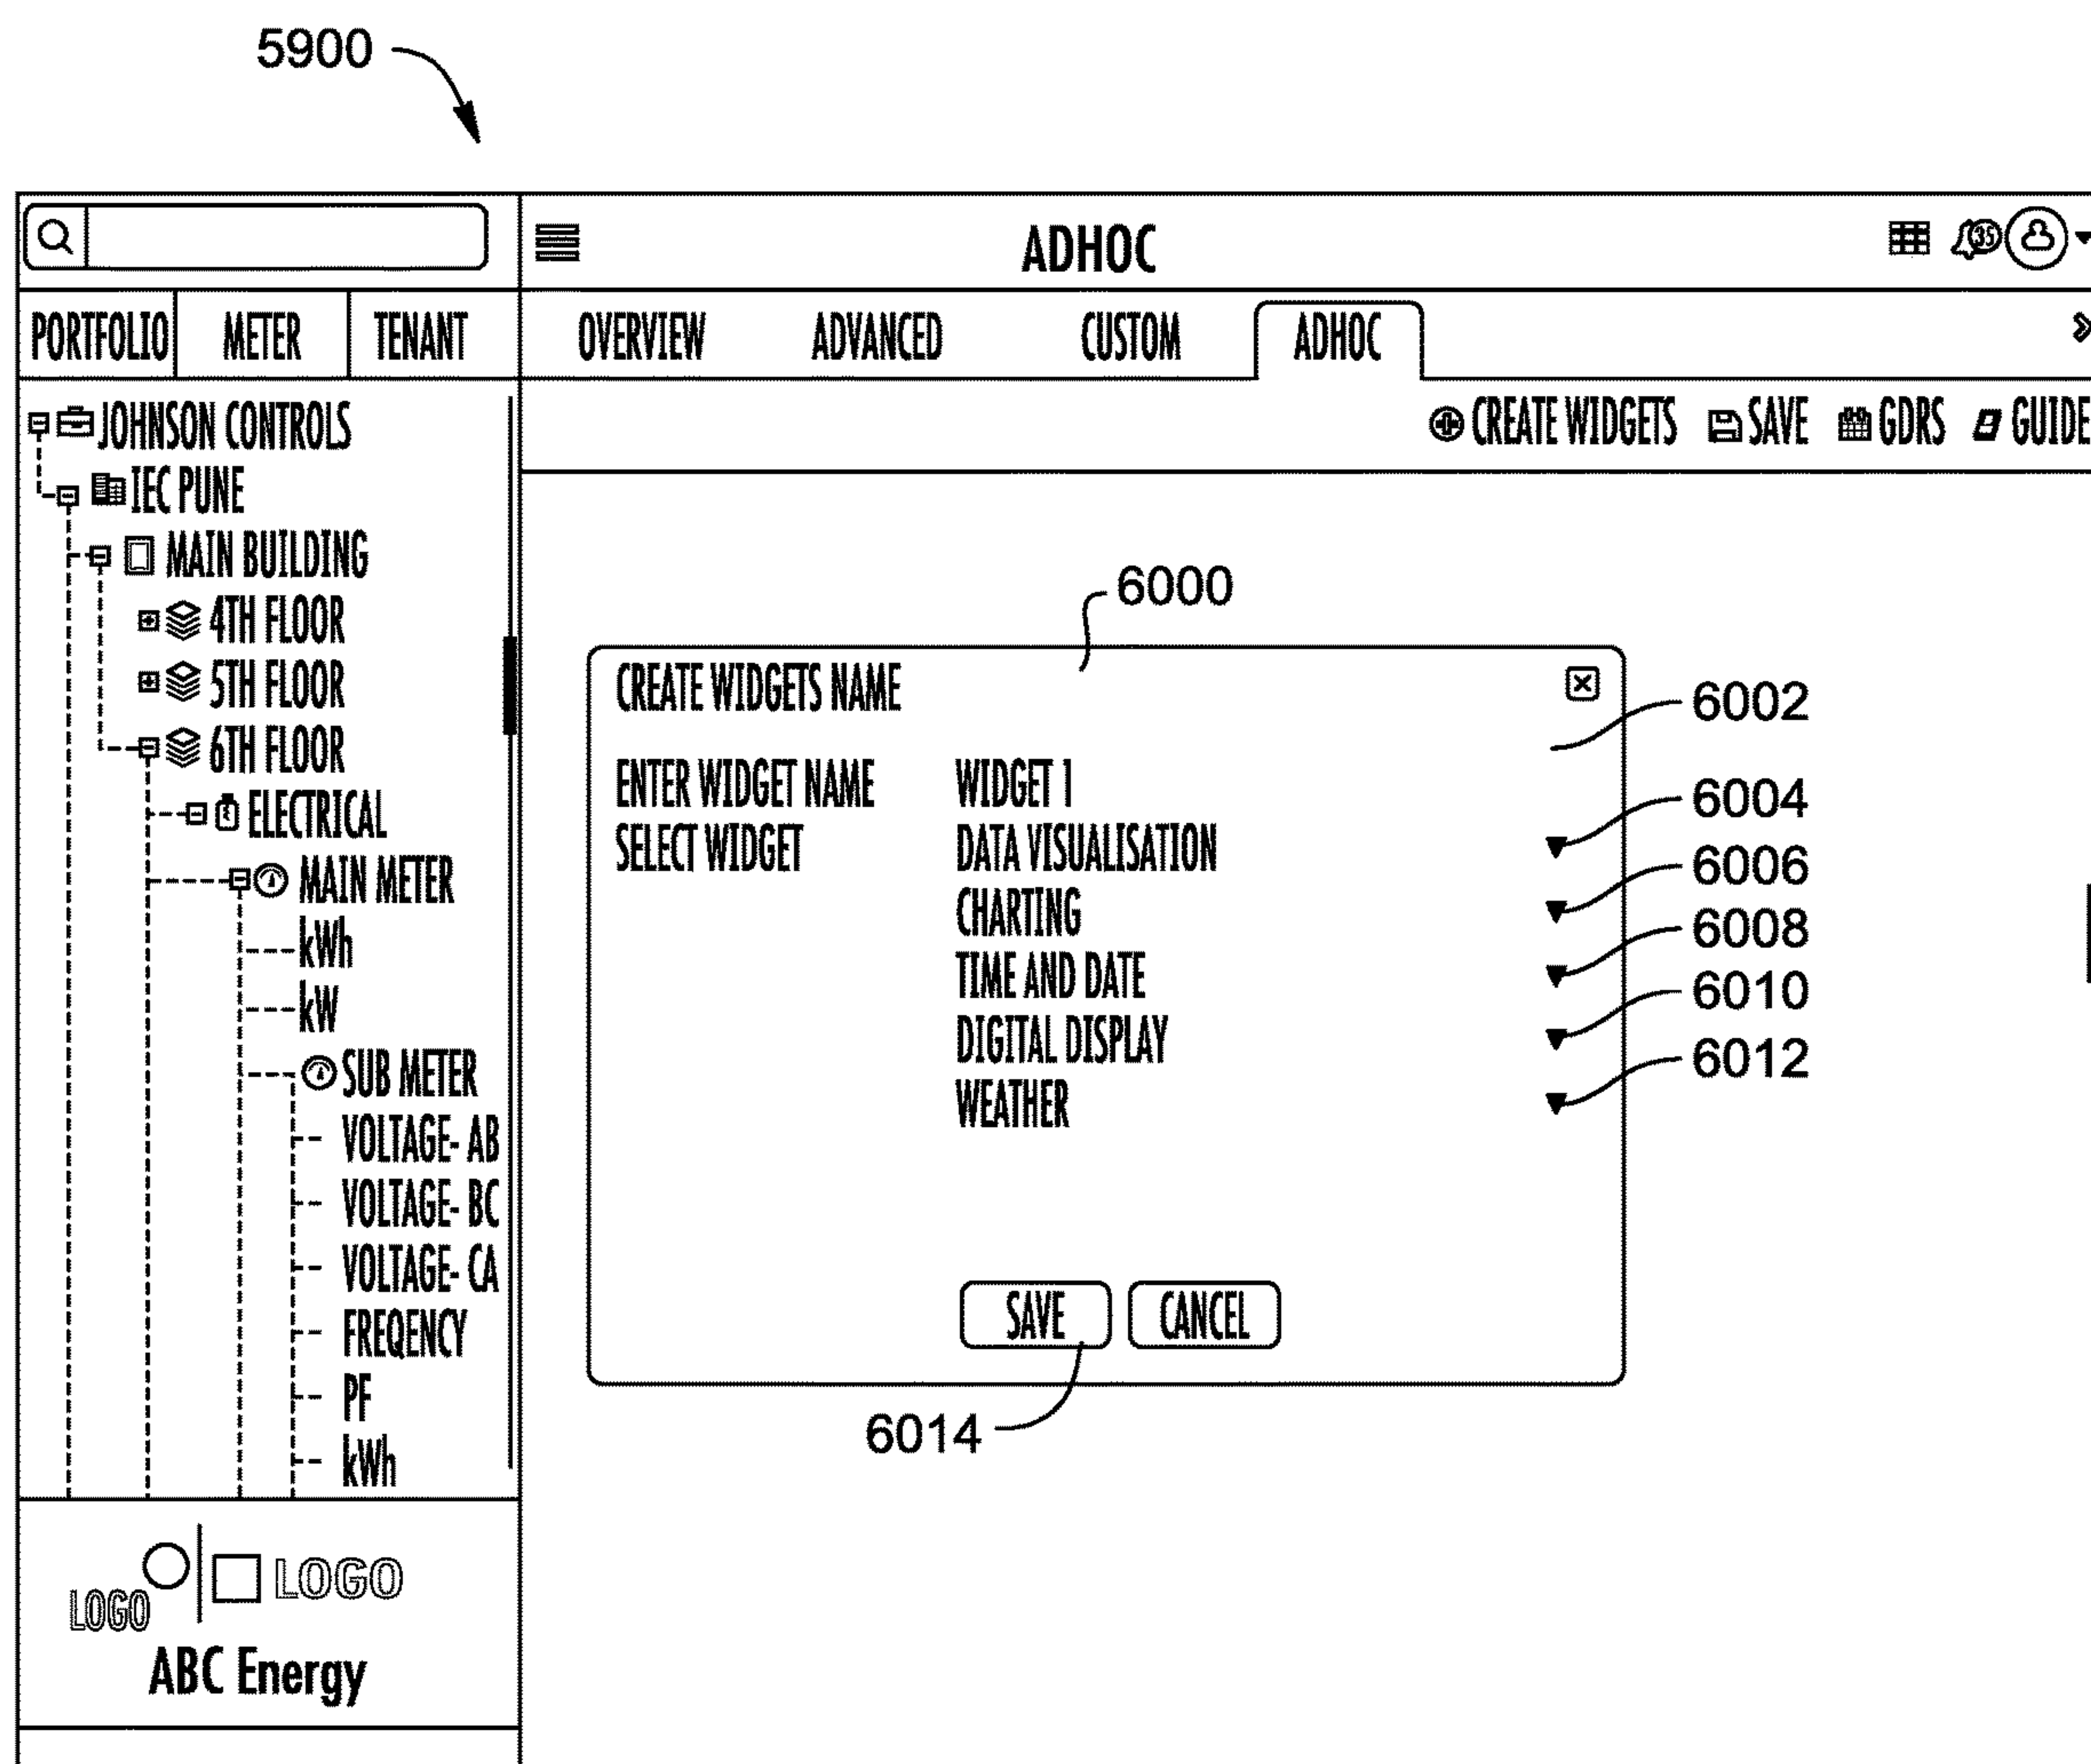 5900
ADHOC
35
PORTFOLIO METER TENANT
OVERVIEW ADVANCED CUSTOM ADHOC
CREATE WIDGETS SAVE GDRS GUIDE
JOHNSON CONTROLS
IEC PUNE
MAIN BUILDING
4TH FLOOR
5TH FLOOR
6TH FLOOR
ELECTRICAL
MAIN METER
kWh
kW
SUB METER
VOLTAGE- AB
VOLTAGE- BC
VOLTAGE- CA
FREQENCY
PF
kWh
LOGO
LOGO
ABC Energy
6000
CREATE WIDGETS NAME
6002
ENTER WIDGET NAME WIDGET 1
SELECT WIDGET DATA VISUALISATION
6004
CHARTING
6006
TIME AND DATE
6008
DIGITAL DISPLAY
6010
WEATHER
6012
SAVE CANCEL
6014